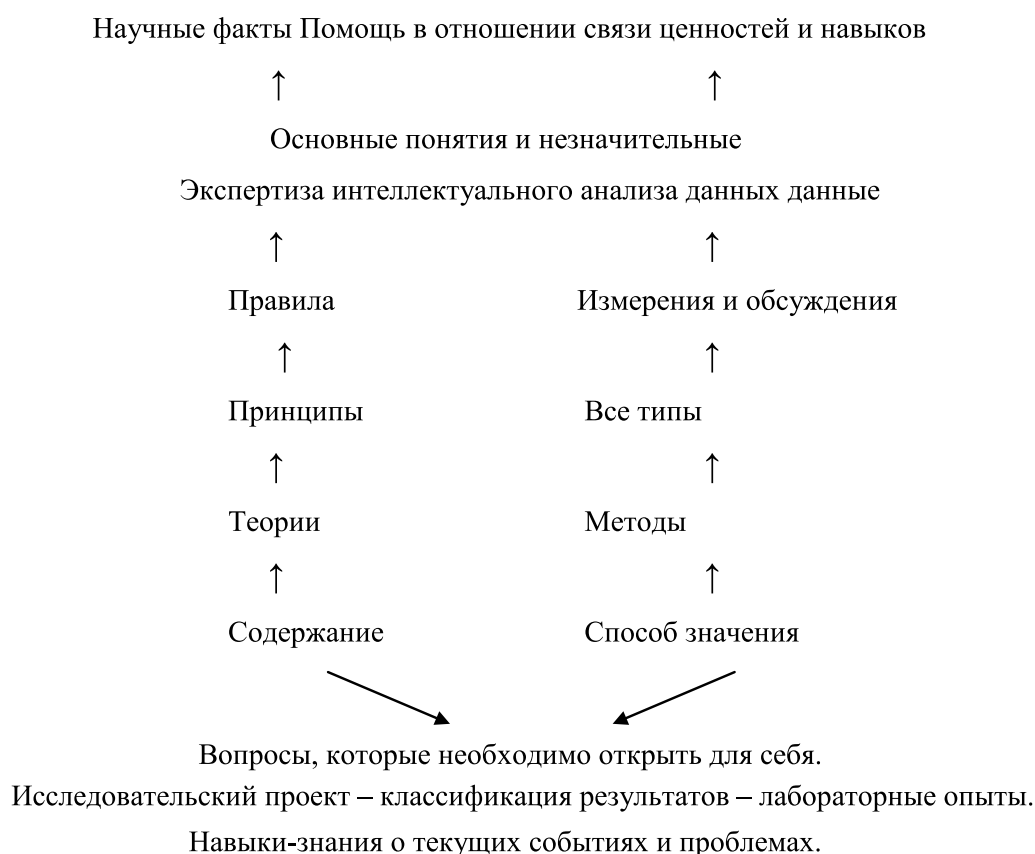 Научные факты Помощь в отношении связи ценностей и навыков
↑ ↑
Основные понятия и незначительные
Экспертиза интеллектуального анализа данных данные
↑ ↑
Правила Измерения и обсуждения
↑ ↑
Принципы Все типы
↑ ↑
Теории Методы
↑ ↑
Содержание Способ значения
Вопросы, которые необходимо открыть для себя.
Исследовательский проект – классификация результатов – лабораторные опыты.
Навыки-знания о текущих событиях и проблемах.